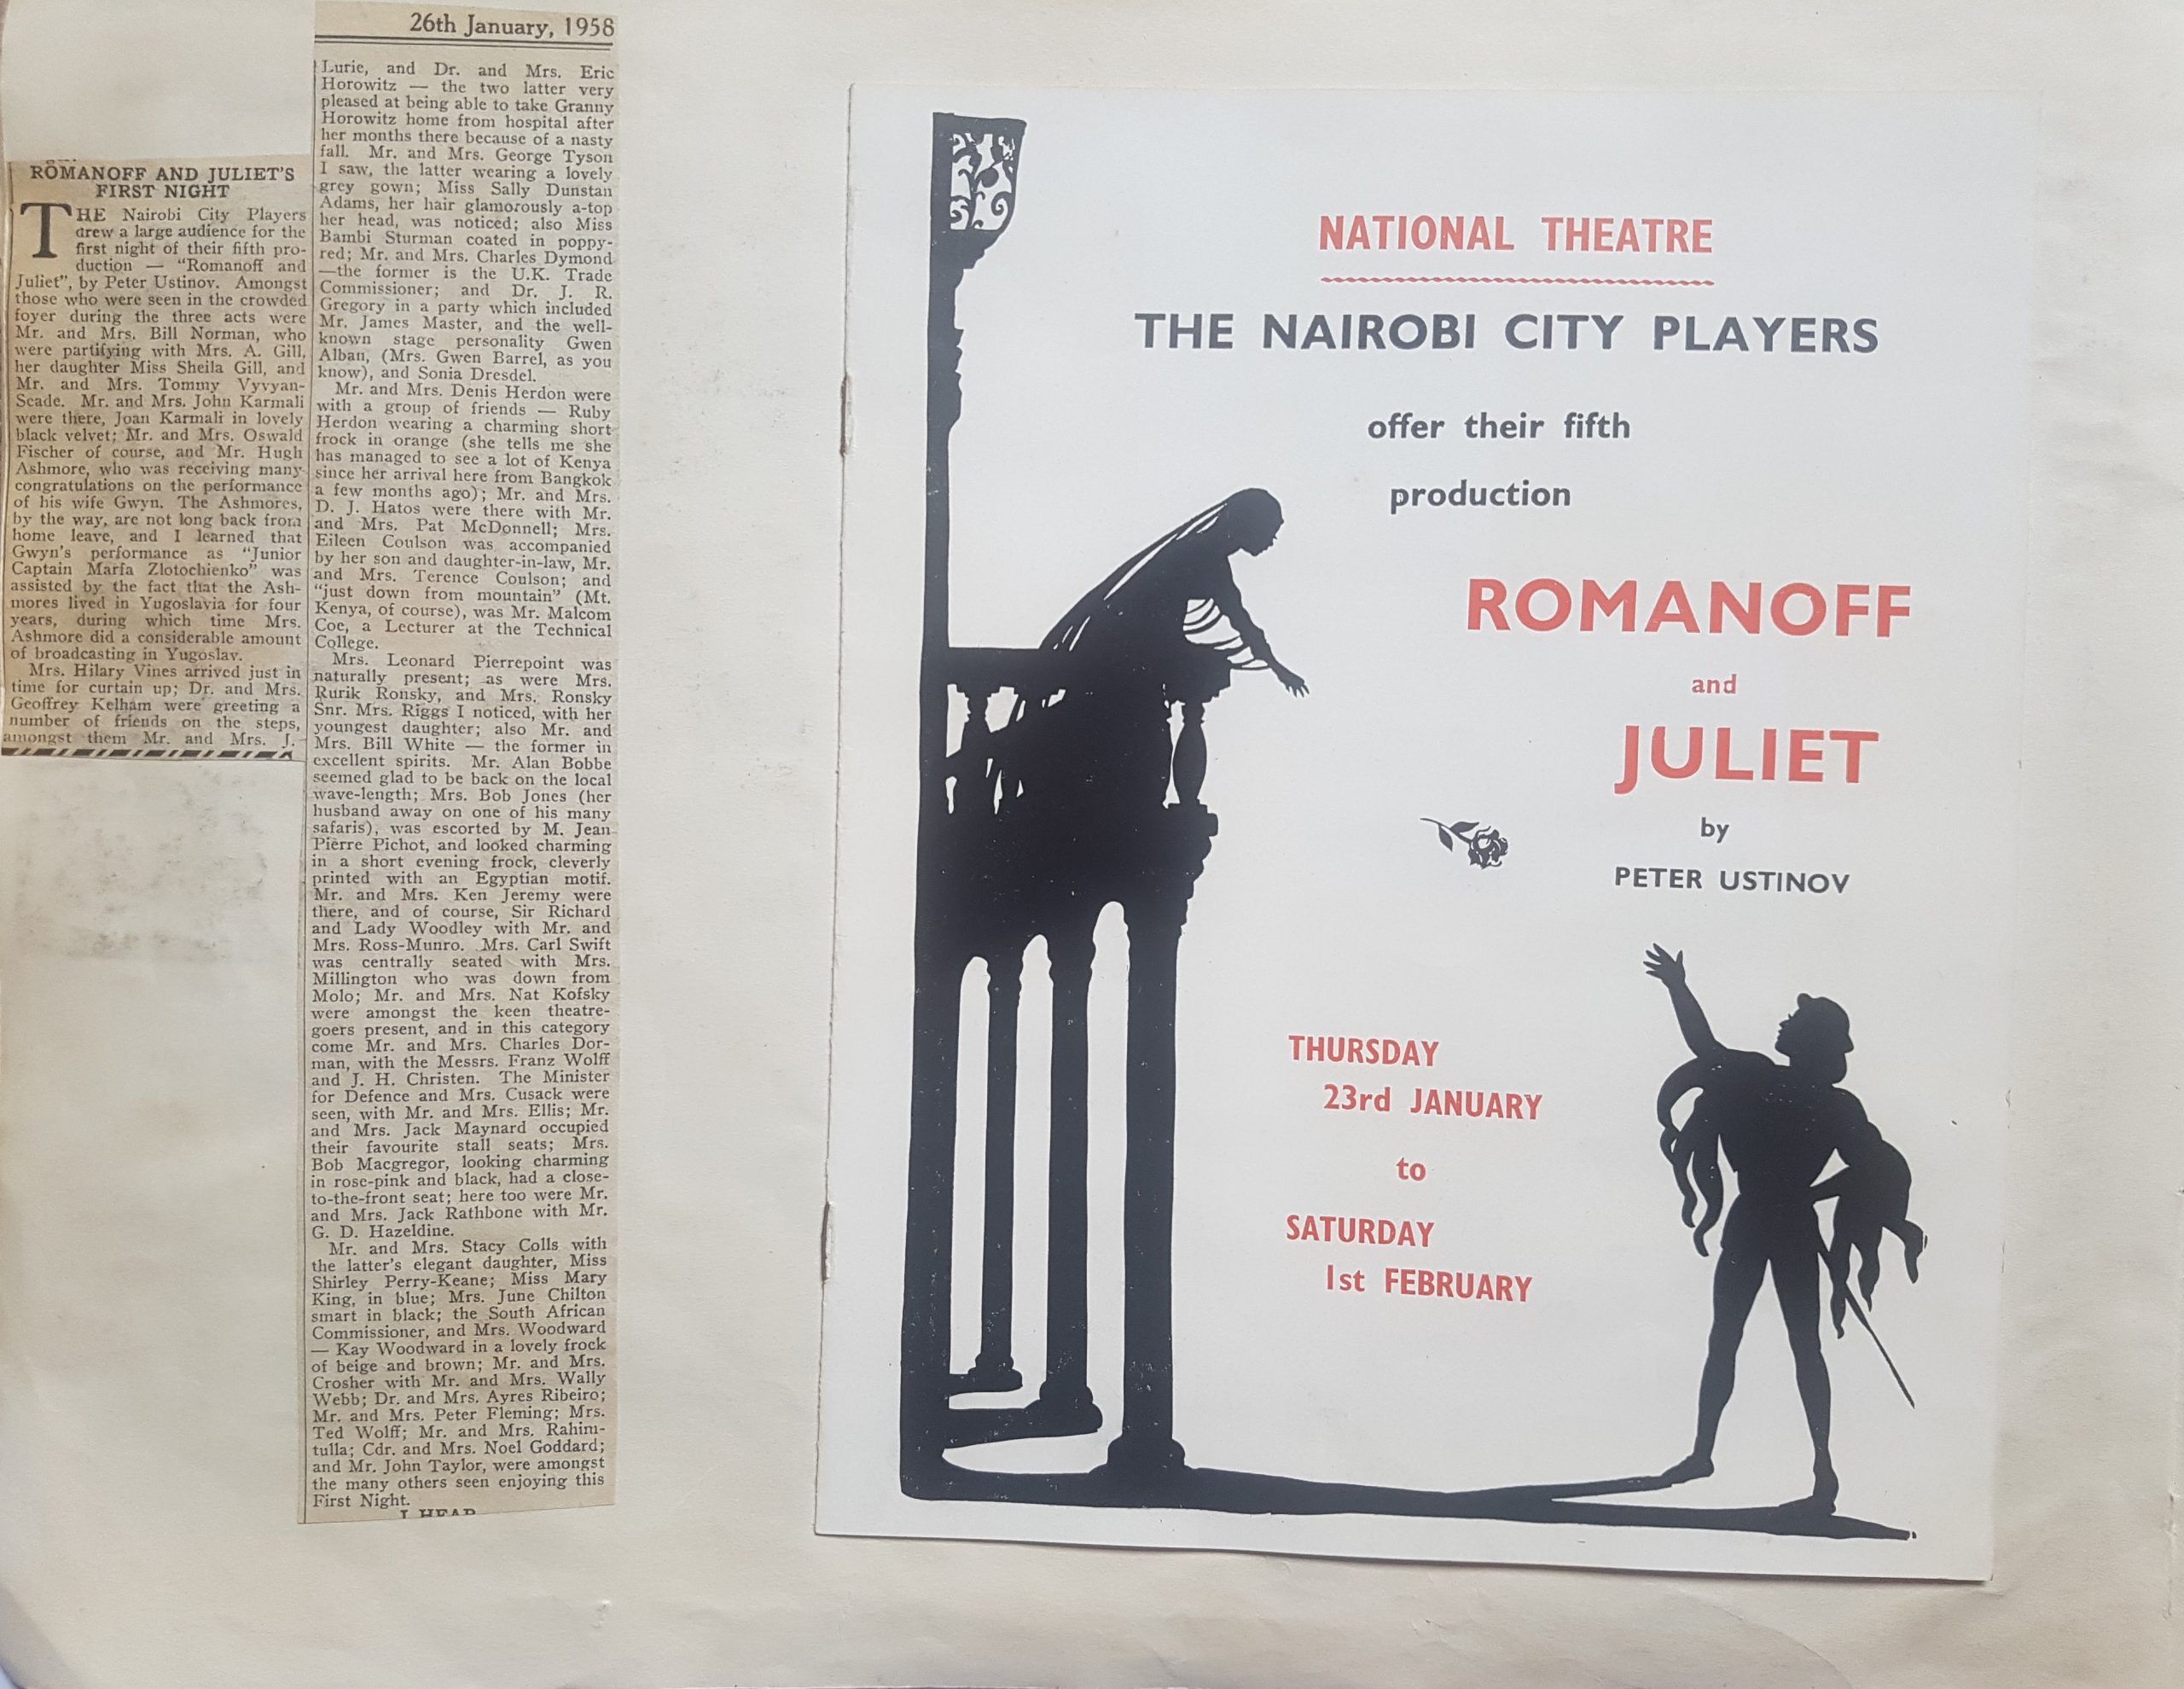 ROMANOFF AND JULIET'S
FIRST NIGHT
THE Nairobi City Players
drew a large audience for the
first night of their fifth pro-
duction — "Romanoff and
Juliet", by Peter Ustinov. Amongst
those who were seen in the crowded
foyer during the three acts were
Mr. and Mrs. Bill Norman, who
were partifying with Mrs. A. Gill,
her daughter Miss Sheila Gill, and
Mr. and Mrs. Tommy Vyvyan-
Seade. Mr. and Mrs. John Karmali
were there, Joan Karmali in lovely
black velvet; Mr. and Mrs. Oswald
Fischer of course, and Mr. Hugh
Ashmore, who was receiving many
congratulations on the performance
of his wife Gwyn. The Ashmores,
by the way, are not long back from
home leave, and I learned that
Gwyn's performance as "Junior
Captain Marfa Zlotochienko" was
assisted by the fact that the Ash-
mores lived in Yugoslavia for four
years, during which time Mrs.
Ashmore did a considerable amount
of broadcasting in Yugoslav.
Mrs. Hilary Vines arrived just in
time for curtain up; Dr. and Mrs.
Geoffrey Kelham were greeting a
number of friends on the steps,
amongst them Mr. and Mrs. J.
26th January, 1958
Lurie, and Dr. and Mrs. Eric
Horowitz — the two latter very
pleased at being able to take Granny
Horowitz home from hospital after
her months there because of a nasty
fall. Mr. and Mrs. George Tyson
I saw, the latter wearing a lovely
grey gown; Miss Sally Dunstan
Adams, her hair glamorously a-top
her head, was noticed; also Miss
Bambi Sturman coated in poppy-
red; Mr. and Mrs. Charles Dymond
—the former is the U.K. Trade
Commissioner; and Dr. J. R.
Gregory in a party which included
Mr. James Master, and the well-
known stage personality Gwen
Alban, (Mrs. Gwen Barrel, as you
know), and Sonia Dresdel.
Mr. and Mrs. Denis Herdon were
with a group of friends — Ruby
Herdon wearing a charming short
frock in orange (she tells me she
has managed to see a lot of Kenya
since her arrival here from Bangkok
a few months ago); Mr. and Mrs.
D. J. Hatos were there with Mr.
and Mrs. Pat McDonnell; Mrs.
Eileen Coulson was accompanied
by her son and daughter-in-law, Mr.
and Mrs. Terence Coulson; and
"just down from mountain" (Mt.
Kenya, of course), was Mr. Malcom
Coe, a Lecturer at the Technical
College.
Mrs. Leonard Pierrepoint was
naturally present; as were Mrs.
Rurik Ronsky, and Mrs. Ronsky
Snr. Mrs. Riggs I noticed, with her
youngest daughter; also Mr. and
Mrs. Bill White — the former in
excellent spirits. Mr. Alan Bobbe
seemed glad to be back on the local
wave-length; Mrs. Bob Jones (her
husband away on one of his many
safaris), was escorted by M. Jean
Pierre Pichot, and looked charming
in a short evening frock, cleverly
printed with an Egyptian motif.
Mr. and Mrs. Ken Jeremy were
there, and of course, Sir Richard
and Lady Woodley with Mr. and
Mrs. Ross-Munro. Mrs. Carl Swift
was centrally seated with Mrs.
Millington who was down from
Molo; Mr. and Mrs. Nat Kofsky
were amongst the keen theatre-
goers present, and in this category
come Mr. and Mrs. Charles Dor-
man, with the Messrs. Franz Wolff
and J. H. Christen. The Minister
for Defence and Mrs. Cusack were
seen, with Mr. and Mrs. Ellis; Mr.
and Mrs. Jack Maynard occupied
their favourite stall seats; Mrs.
Bob Macgregor, looking charming
in rose-pink and black, had a close-
to-the-front seat; here too were Mr.
and Mrs. Jack Rathbone with Mr.
G. D. Hazeldine.
Mr. and Mrs. Stacy Colls with
the latter's elegant daughter, Miss
Shirley Perry-Keane; Miss Mary
King, in blue; Mrs. June Chilton
smart in black; the South African
Commissioner, and Mrs. Woodward
— Kay Woodward in a lovely frock
of beige and brown; Mr. and Mrs.
Crosher with Mr. and Mrs. Wally
Webb; Dr. and Mrs. Ayres Ribeiro;
Mr. and Mrs. Peter Fleming; Mrs.
Ted Wolff; Mr. and Mrs. Rahim-
tulla; Cdr. and Mrs. Noel Goddard;
and Mr. John Taylor, were amongst
the many others seen enjoying this
First Night.
I HEAR
NATIONAL THEATRE
THE NAIROBI CITY PLAYERS
offer their fifth
production
ROMANOFF
and
JULIET
by
PETER USTINOV
THURSDAY
23rd JANUARY
to
SATURDAY
1st FEBRUARY